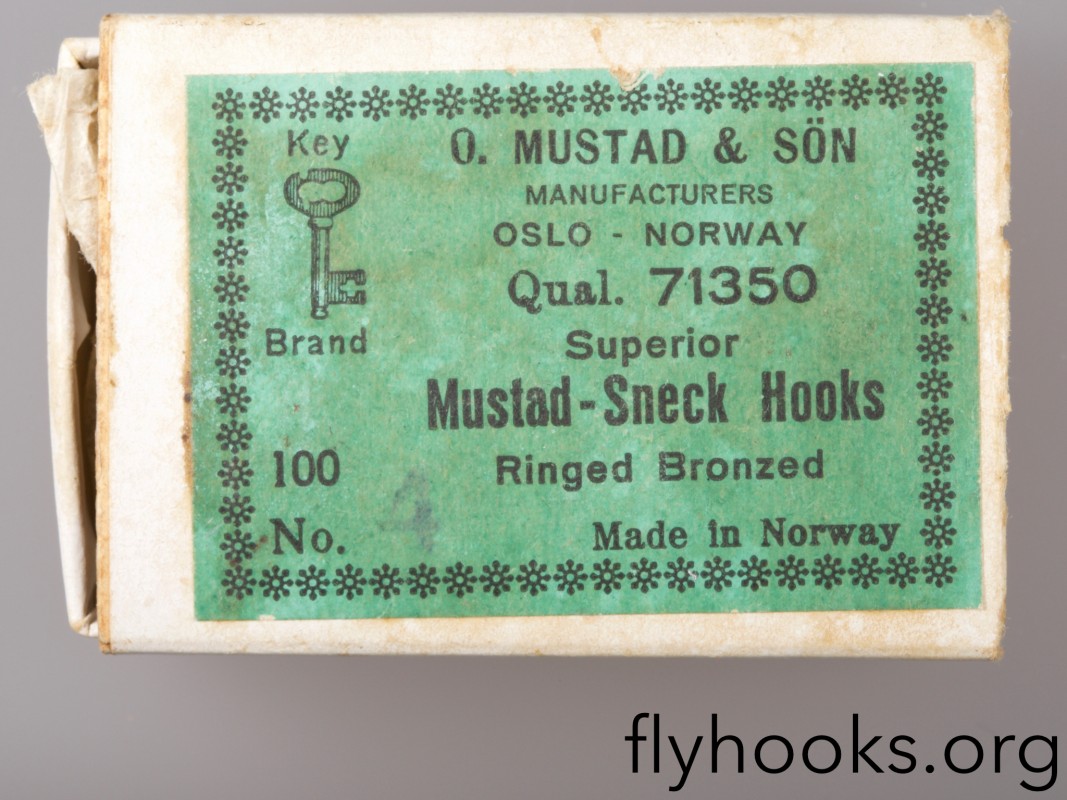 Key
Brand
O. MUSTAD & SÖN
MANUFACTURERS
OSLO - NORWAY
Qual. 71350
Superior
Mustad-Sneck Hooks
Ringed Bronzed
100
No. 4
Made in Norway
flyhooks.org